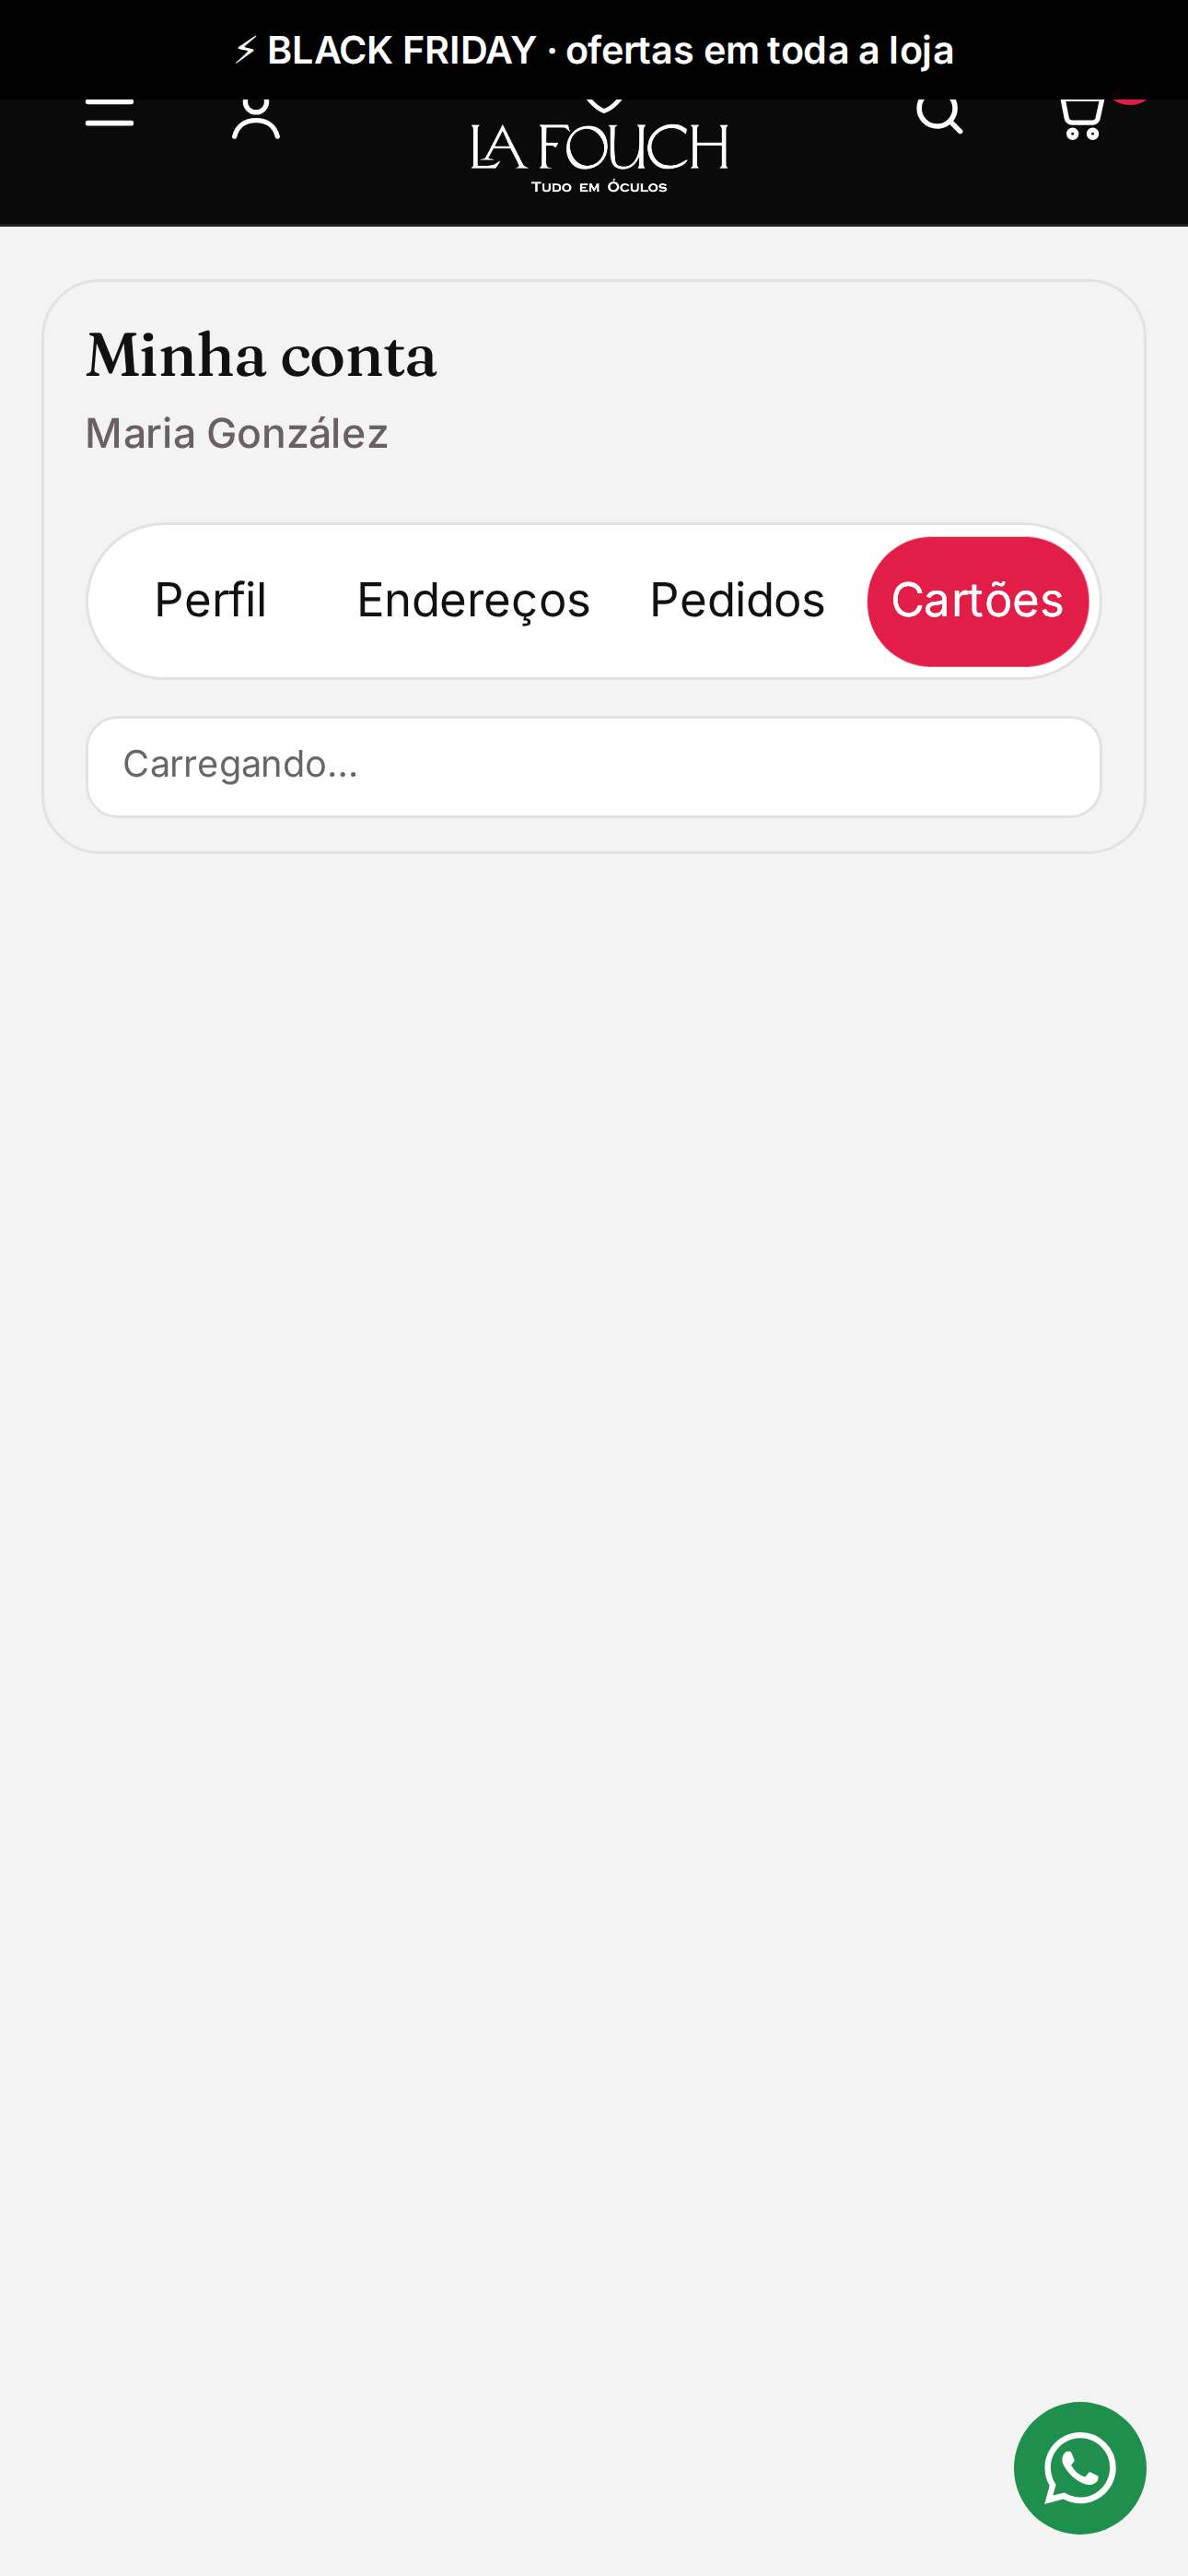 ⚡ BLACK FRIDAY · ofertas em toda a loja
LA FOUCH
TUDO EM ÓCULOS
Minha conta
Maria González
Perfil Endereços Pedidos Cartões
Carregando...